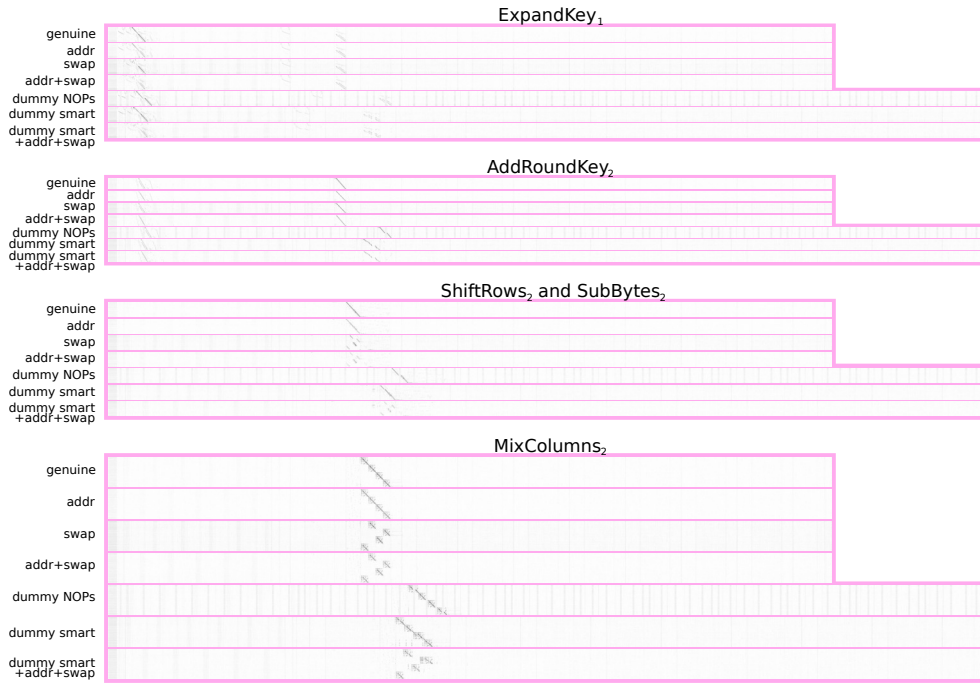 ExpandKey₁
genuine
addr
swap
addr+swap
dummy NOPs
dummy smart
dummy smart
+addr+swap
AddRoundKey₂
genuine
addr
swap
addr+swap
dummy NOPs
dummy smart
dummy smart
+addr+swap
ShiftRows₂ and SubBytes₂
genuine
addr
swap
addr+swap
dummy NOPs
dummy smart
dummy smart
+addr+swap
MixColumns₂
genuine
addr
swap
addr+swap
dummy NOPs
dummy smart
dummy smart
+addr+swap